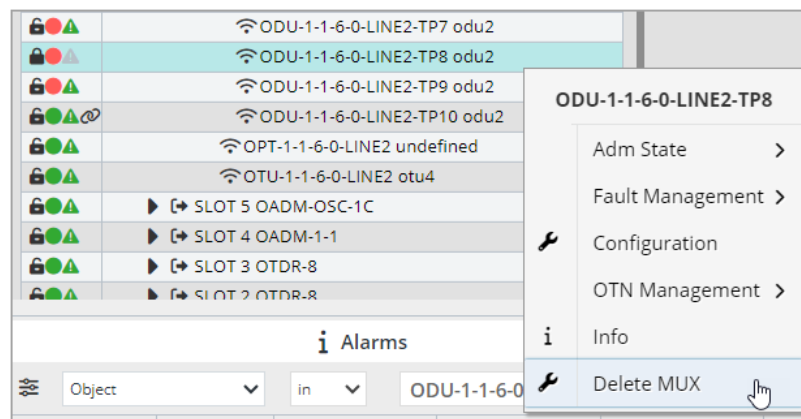 ODU-1-1-6-0-LINE2-TP7 odu2
ODU-1-1-6-0-LINE2-TP8 odu2
ODU-1-1-6-0-LINE2-TP9 odu2
ODU-1-1-6-0-LINE2-TP10 odu2
OPT-1-1-6-0-LINE2 undefined
OTU-1-1-6-0-LINE2 otu4
SLOT 5 OADM-OSC-1C
SLOT 4 OADM-1-1
SLOT 3 OTDR-8
SLOT 2 OTDR-8
ODU-1-1-6-0-LINE2-TP8
Adm State
Fault Management
Configuration
OTN Management
i Info
Delete MUX
i Alarms
Object in ODU-1-1-6-0